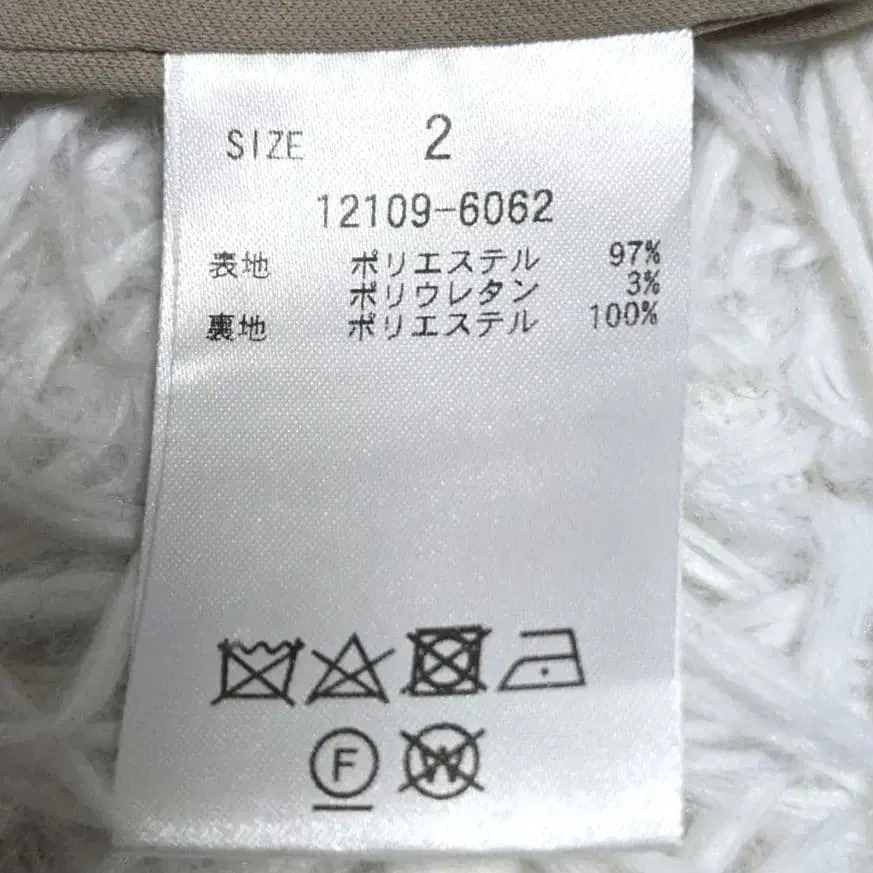 SIZE 2
12109-6062
表地 ポリエステル 97%
ポリウレタン 3%
裏地 ポリエステル 100%
F W